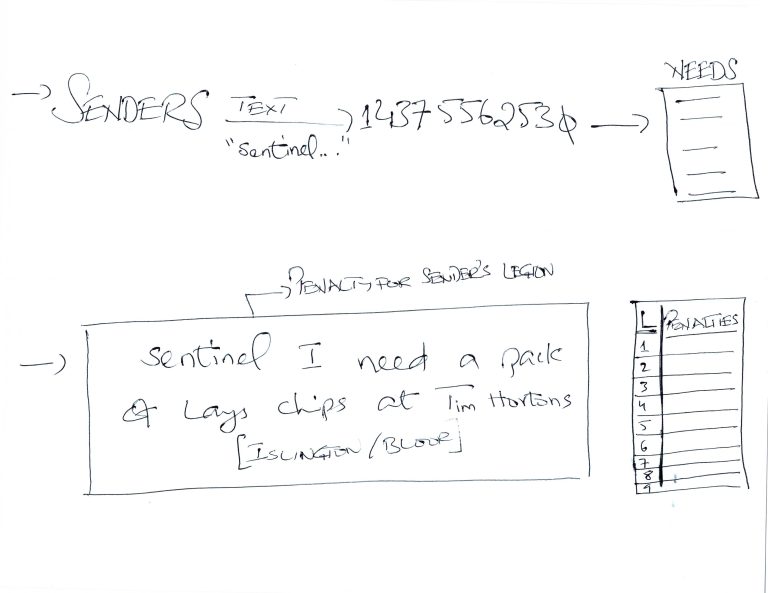 NEEDS
→ SENDERS TEXT 14375562530 →
"sentinel..."
→ PENALTY FOR SENDER'S LEGION
→ sentinel I need a pack
of Lays chips at Tim Hortons
[ISLINGTON/BLOOR]
L PENALTIES
1
2
3
4
5
6
7
8
9